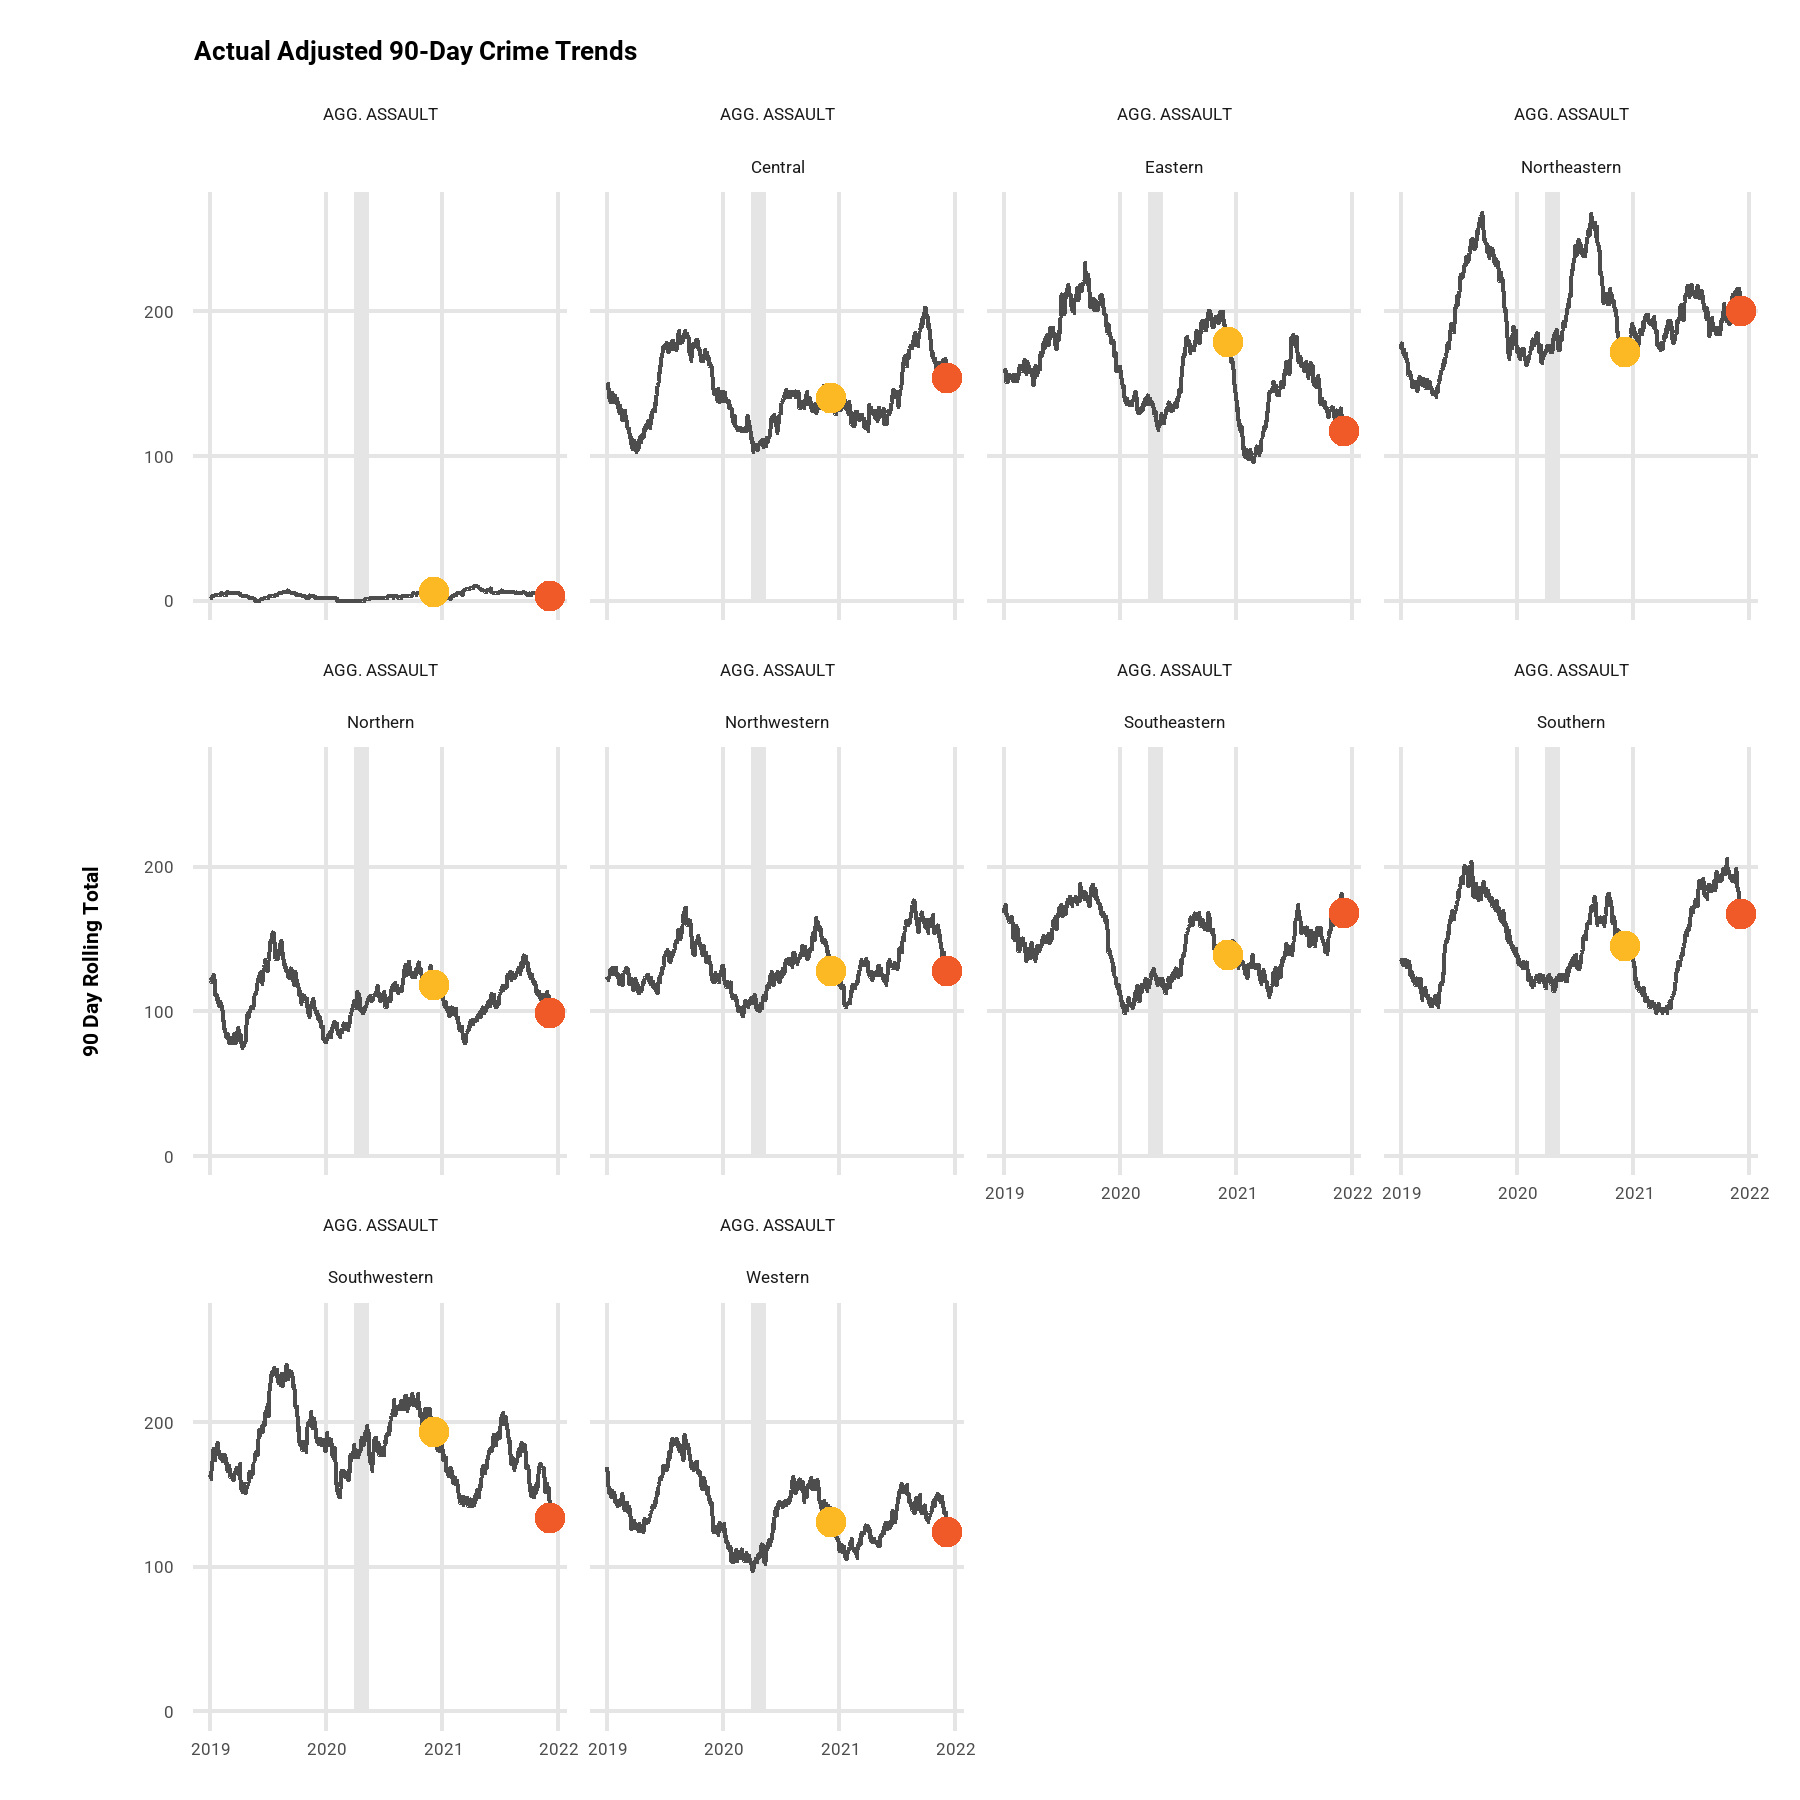 Actual Adjusted 90-Day Crime Trends
AGG. ASSAULT
AGG. ASSAULT
AGG. ASSAULT
AGG. ASSAULT
Central
Eastern
Northeastern
200
100
0
AGG. ASSAULT
AGG. ASSAULT
AGG. ASSAULT
AGG. ASSAULT
Northern
Northwestern
Southeastern
Southern
90 Day Rolling Total
200
100
0
2019 2020 2021 2022
2019 2020 2021 2022
AGG. ASSAULT
AGG. ASSAULT
Southwestern
Western
200
100
0
2019 2020 2021 2022
2019 2020 2021 2022